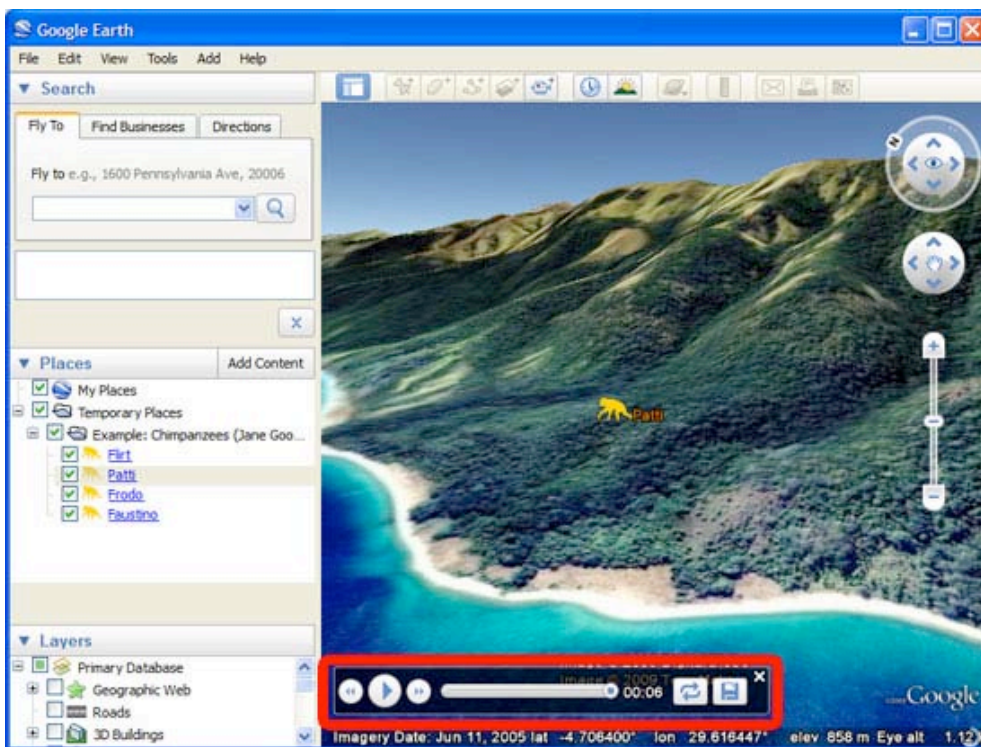 Google Earth
File Edit View Tools Add Help
Search
Fly To Find Businesses Directions
Fly to e.g., 1600 Pennsylvania Ave, 20006
Places Add Content
My Places
Temporary Places
Example: Chimpanzees (Jane Goo...
Flirt
Patti
Frodo
Faustino
Layers
Primary Database
Geographic Web
Roads
3D Buildings
N
Patti
Image © 2009
00:06
Google
Imagery Date: Jun 11, 2005 lat -4.706400° lon 29.616447° elev 858 m Eye alt 1.12